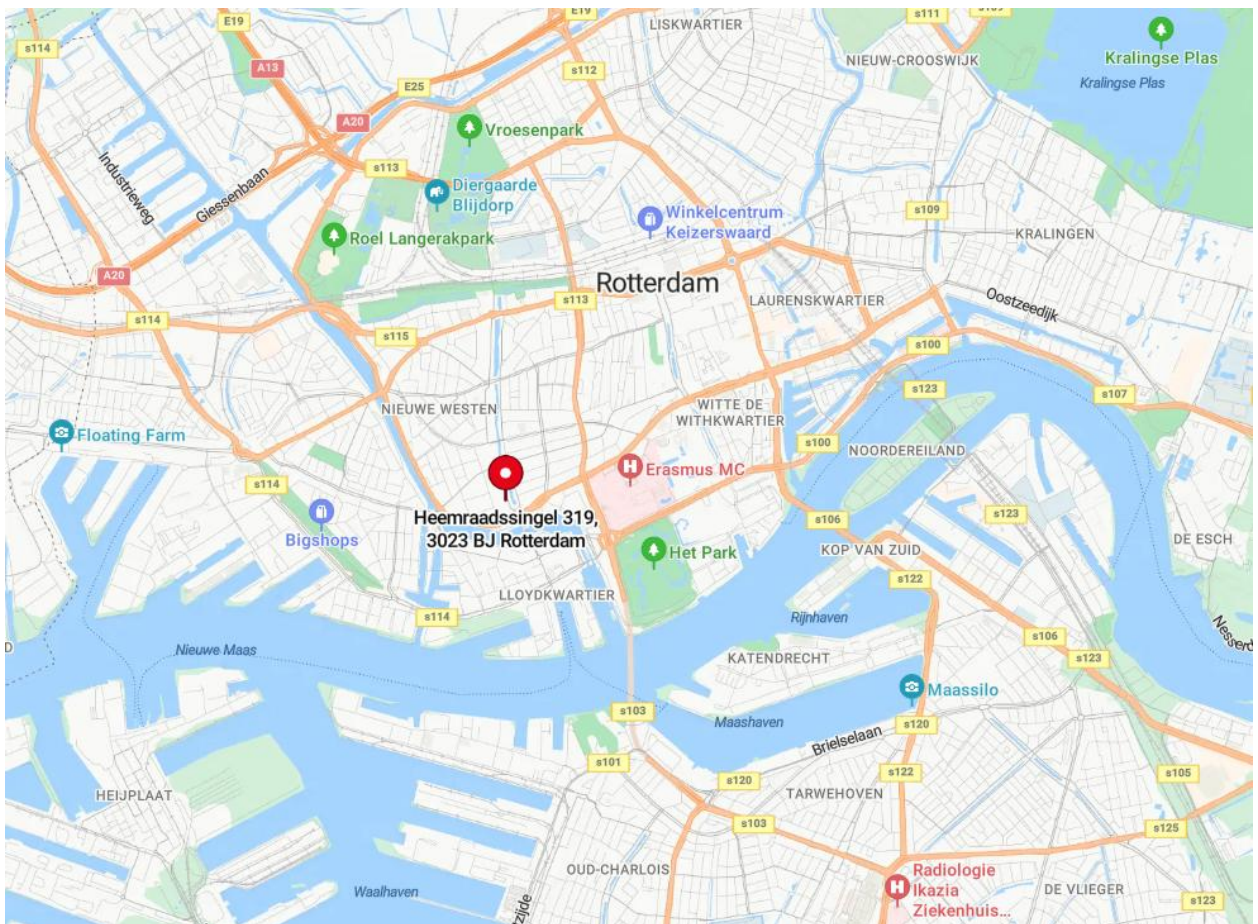 E19
E19
s114
LISKWARTIER
s111
Kralingse Plas
A13
NIEUW-CROOSWIJK
s112
Kralingse Plas
E25
A20
Vroesenpark
Industrieweg
s113
Giessenbaan
Diergaarde
Blijdorp
Winkelcentrum
Keizerswaard
s109
Roel Langerakpark
KRALINGEN
A20
Rotterdam
s113
LAURENSKWARTIER
Oostzeedijk
s114
s115
s100
s123
s107
NIEUWE WESTEN
WITTE DE
WITHKWARTIER
Floating Farm
s100
NOORDEREILAND
Erasmus MC
s114
Bigshops
Heemraadssingel 319,
3023 BJ Rotterdam
s106
s123
DE ESCH
Het Park
KOP VAN ZUID
s122
LLOYDKWARTIER
s114
Rijnhaven
Nieuwe Maas
s106
KATENDRECHT
s123
Maassilo
s103
Maashaven
s120
Brielselaan
s101
s120
s122
s105
HEIJPLAAT
TARWEHOVEN
s103
s125
OUD-CHARLOIS
Radiologie
Ikazia
Ziekenhuis...
Waalhaven
DE VLIEGER
s123